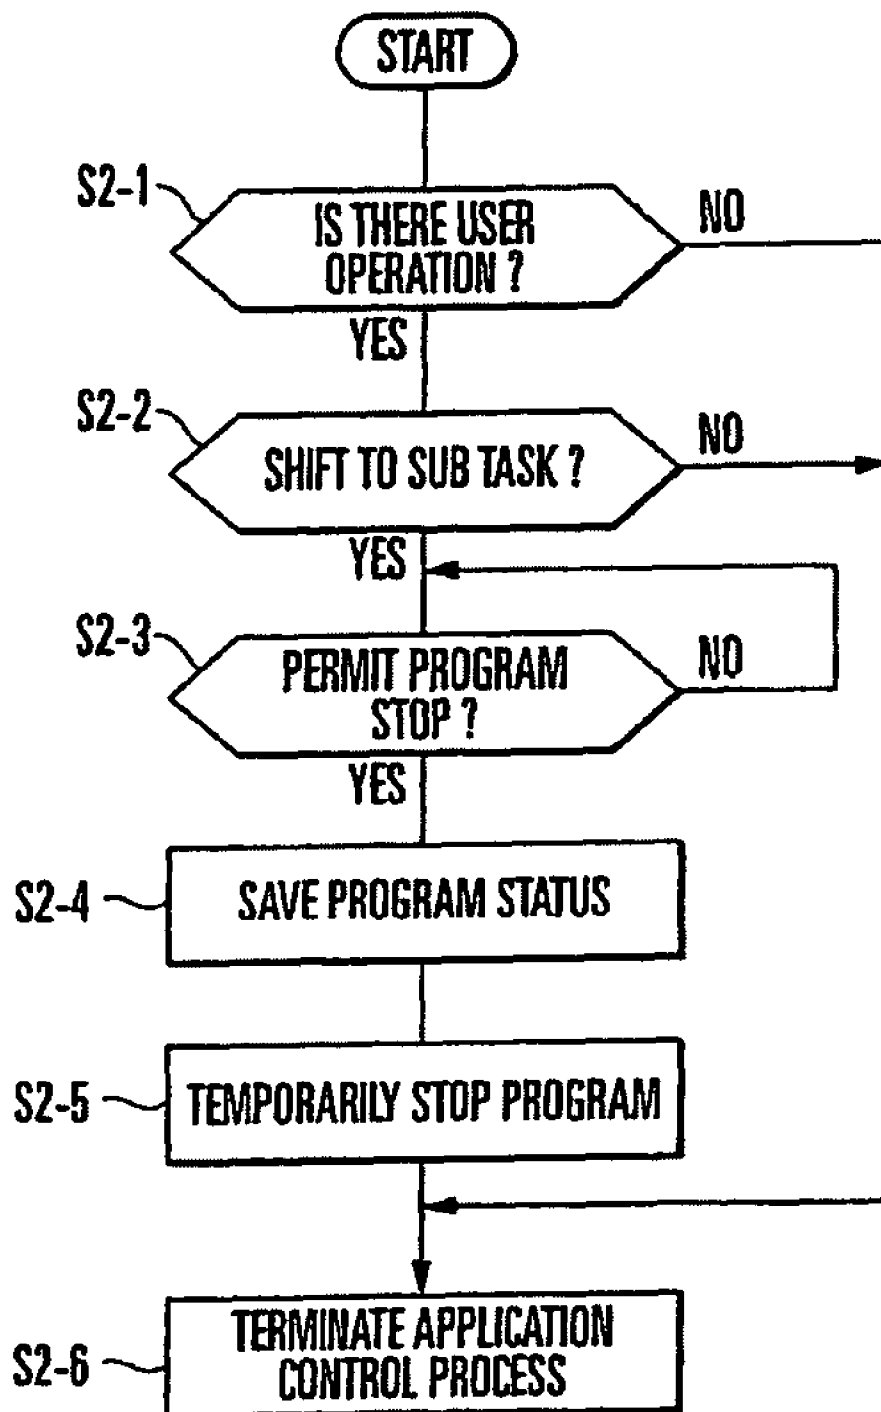 START
S2-1
IS THERE USER
OPERATION ?
NO
YES
S2-2
SHIFT TO SUB TASK ?
NO
YES
S2-3
PERMIT PROGRAM
STOP ?
NO
YES
S2-4
SAVE PROGRAM STATUS
S2-5
TEMPORARILY STOP PROGRAM
S2-6
TERMINATE APPLICATION
CONTROL PROCESS